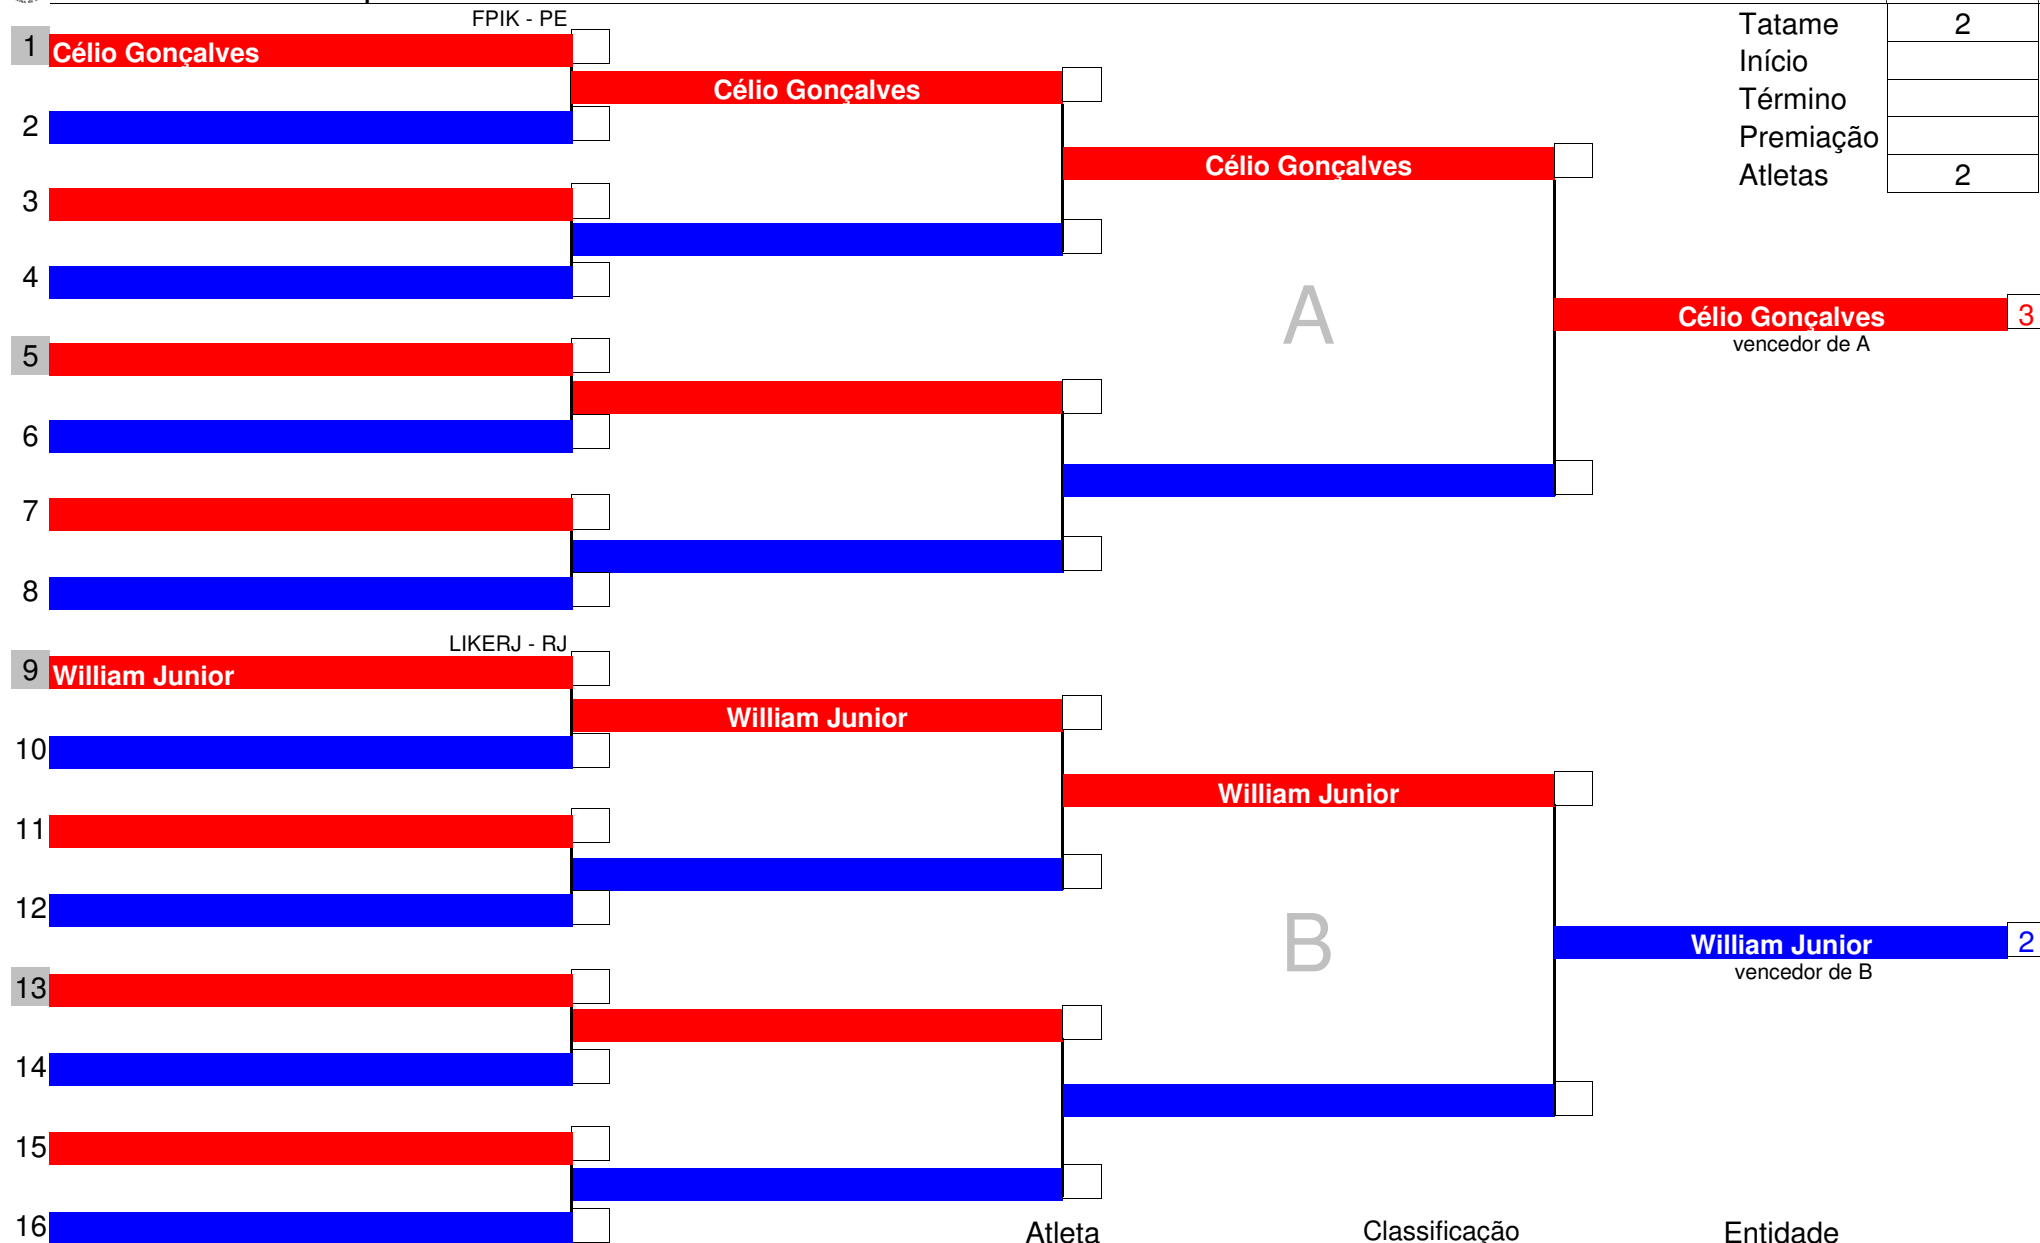 FPIK - PE
Tatame 2
1 Célio Gonçalves
Início
Célio Gonçalves
Término
2
Premiação
Célio Gonçalves
Atletas 2
3
4
A
Célio Gonçalves 3
vencedor de A
5
6
7
8
LIKERJ - RJ
9 William Junior
William Junior
10
William Junior
11
12
B
William Junior 2
vencedor de B
13
14
15
16
Atleta Classificação Entidade